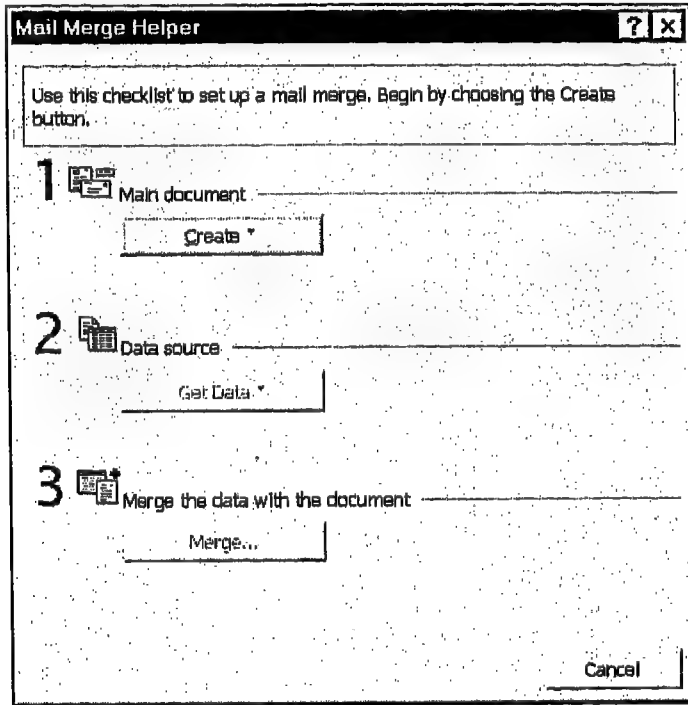 Mail Merge Helper
Use this checklist to set up a mail merge. Begin by choosing the Create
button.
1 Main document
Create
2 Data source
Get Data
3 Merge the data with the document
Merge...
Cancel